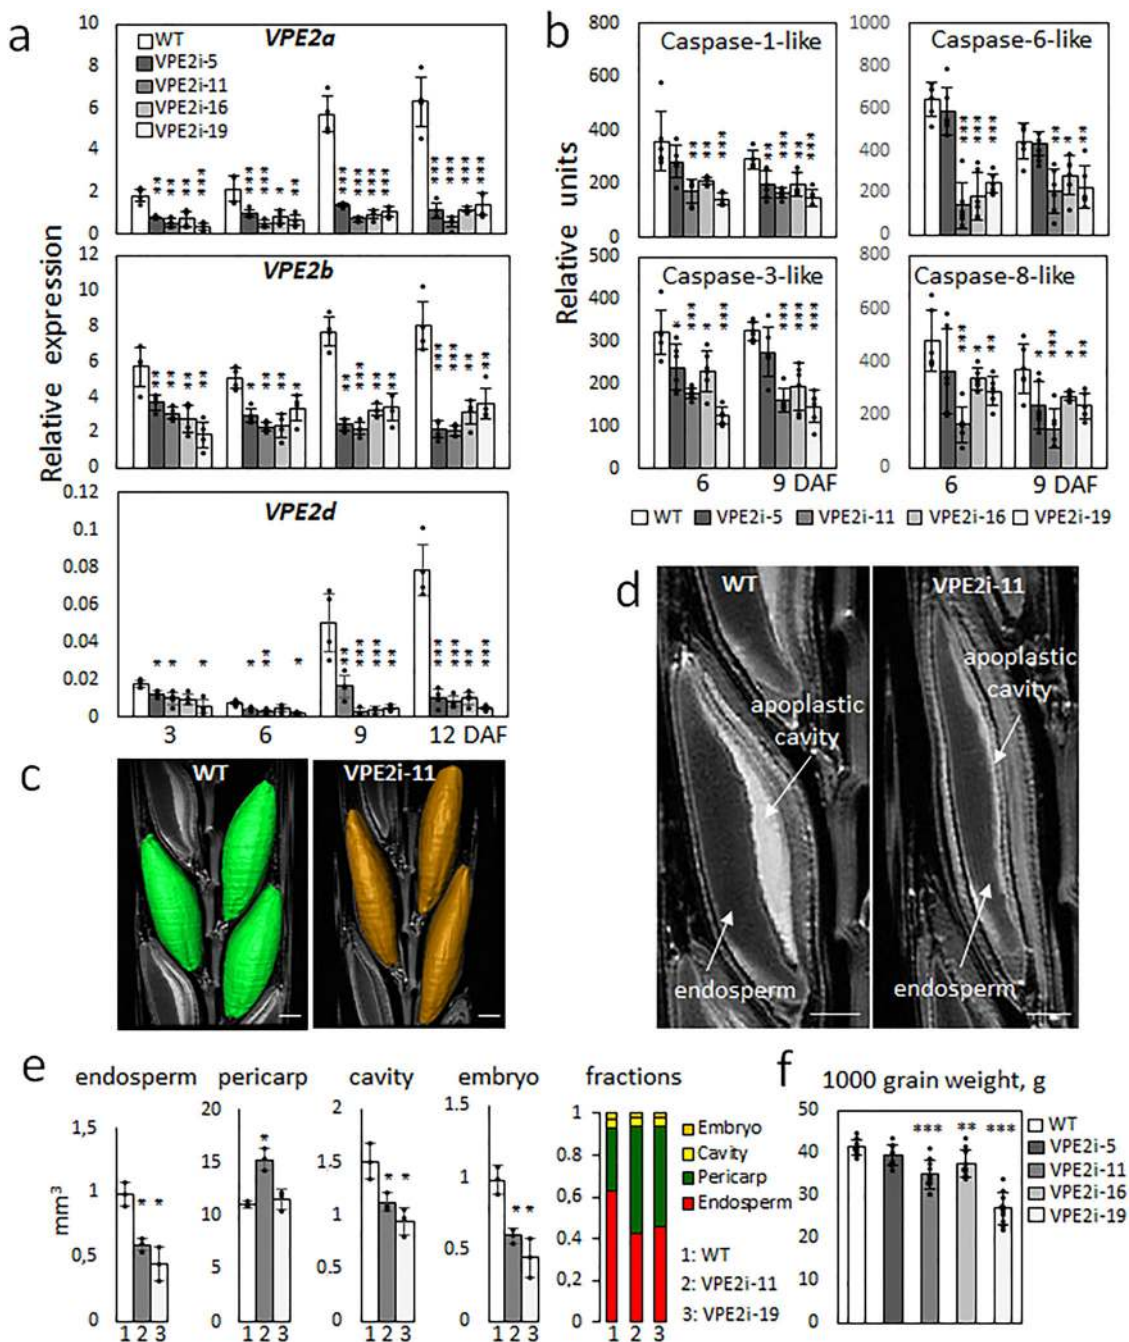 a
VPE2a
10
8
6
4
2
0
WT
VPE2i-5
VPE2i-11
VPE2i-16
VPE2i-19
** ** ** *** *** *** * ** *** *** *** *** *** *** *** ***
Relative expression
VPE2b
12
10
8
6
4
2
0
VPE2d
0.12
0.1
0.08
0.06
0.04
0.02
0
3 6 9 12 DAF
b
Relative units
Caspase-1-like
800
600
400
200
0
Caspase-6-like
1000
800
600
400
200
0
Caspase-3-like
500
400
300
200
100
0
6 9 DAF
Caspase-8-like
800
600
400
200
0
6 9 DAF
WT VPE2i-5 VPE2i-11 VPE2i-16 VPE2i-19
c
WT
VPE2i-11
d
WT
apoplastic
cavity
endosperm
VPE2i-11
apoplastic
cavity
endosperm
e
mm³
endosperm
1,5
1
0,5
0
* *
1 2 3
pericarp
20
15
10
5
0
*
1 2 3
cavity
2
1.5
1
0.5
0
* *
1 2 3
embryo
1.5
1
0.5
0
* *
1 2 3
fractions
1
0,8
0,6
0,4
0,2
0
1 2 3
Embryo
Cavity
Pericarp
Endosperm
1: WT
2: VPE2i-11
3: VPE2i-19
f
1000 grain weight, g
50
40
30
20
10
0
*** ** ***
WT
VPE2i-5
VPE2i-11
VPE2i-16
VPE2i-19